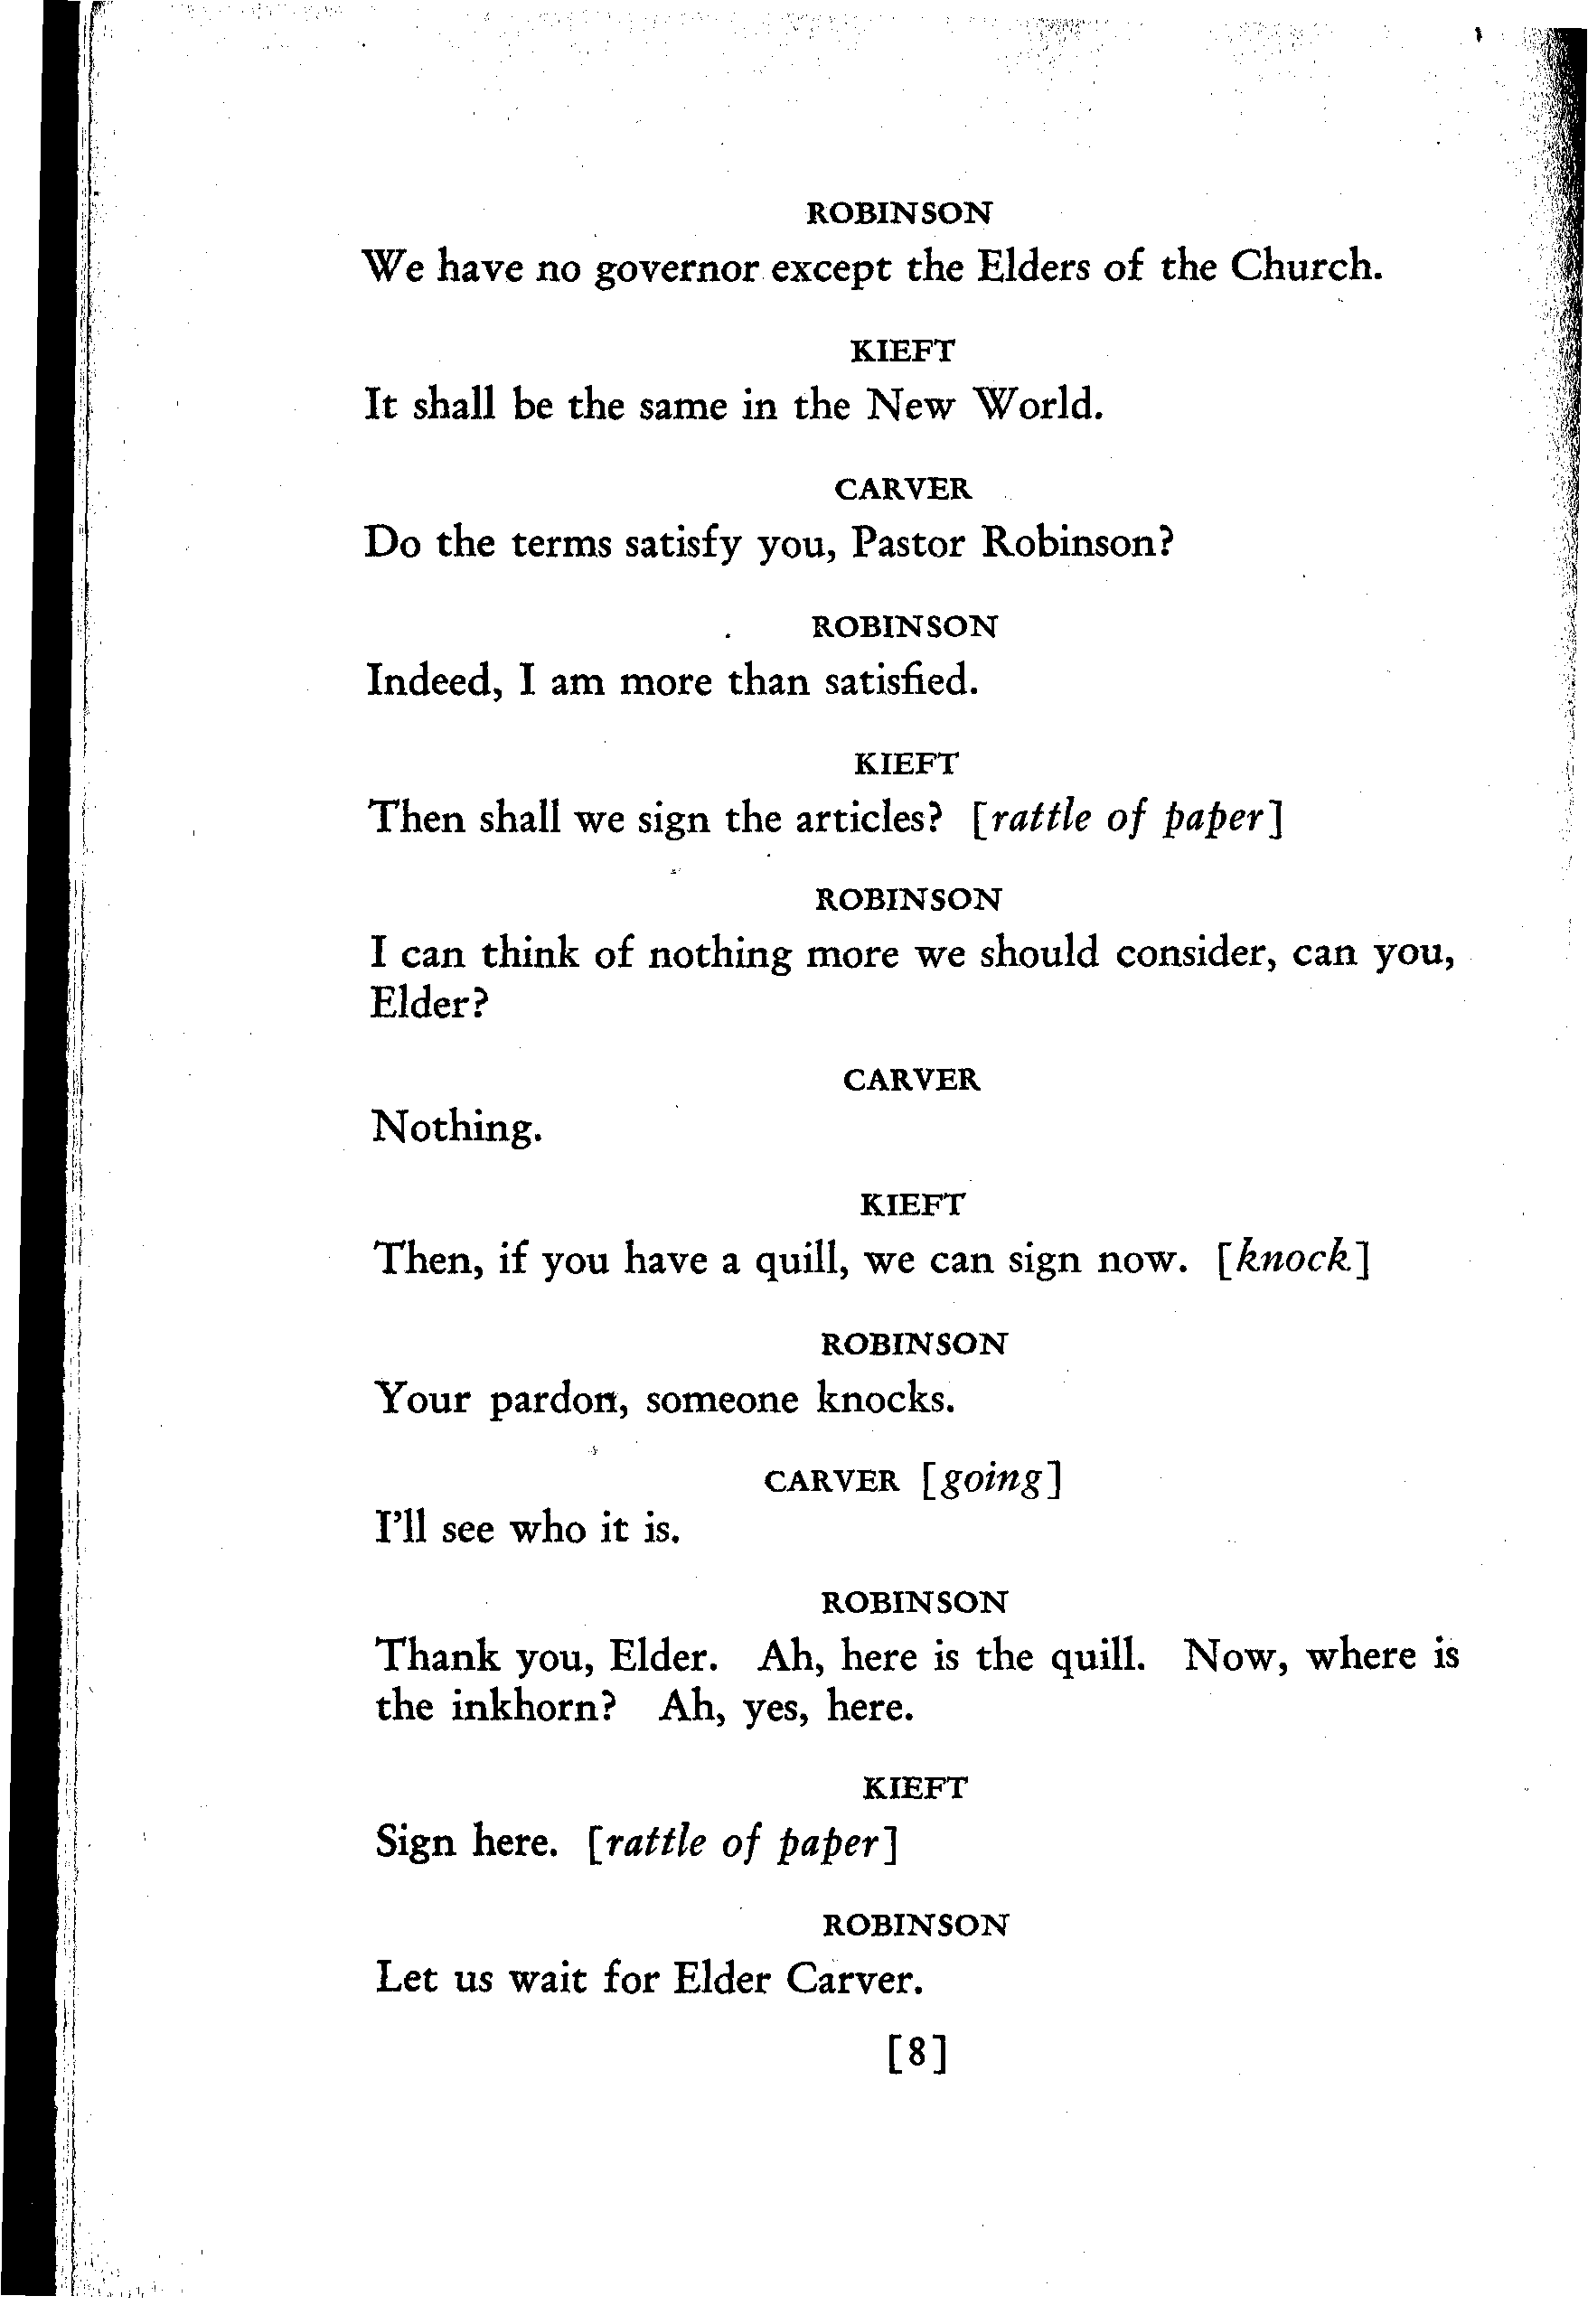 ROBINSON
We have no governor except the Elders of the Church.
KIEFT
It shall be the same in the New World.
CARVER
Do the terms satisfy you, Pastor Robinson?
ROBINSON
Indeed, I am more than satisfied.
KIEFT
Then shall we sign the articles? [rattle of paper]
ROBINSON
I can think of nothing more we should consider, can you,
Elder?
CARVER
Nothing.
KIEFT
Then, if you have a quill, we can sign now. [knock]
ROBINSON
Your pardon, someone knocks.
CARVER [going]
I'll see who it is.
ROBINSON
Thank you, Elder. Ah, here is the quill. Now, where is
the inkhorn? Ah, yes, here.
KIEFT
Sign here. [rattle of paper]
ROBINSON
Let us wait for Elder Carver.
[8]